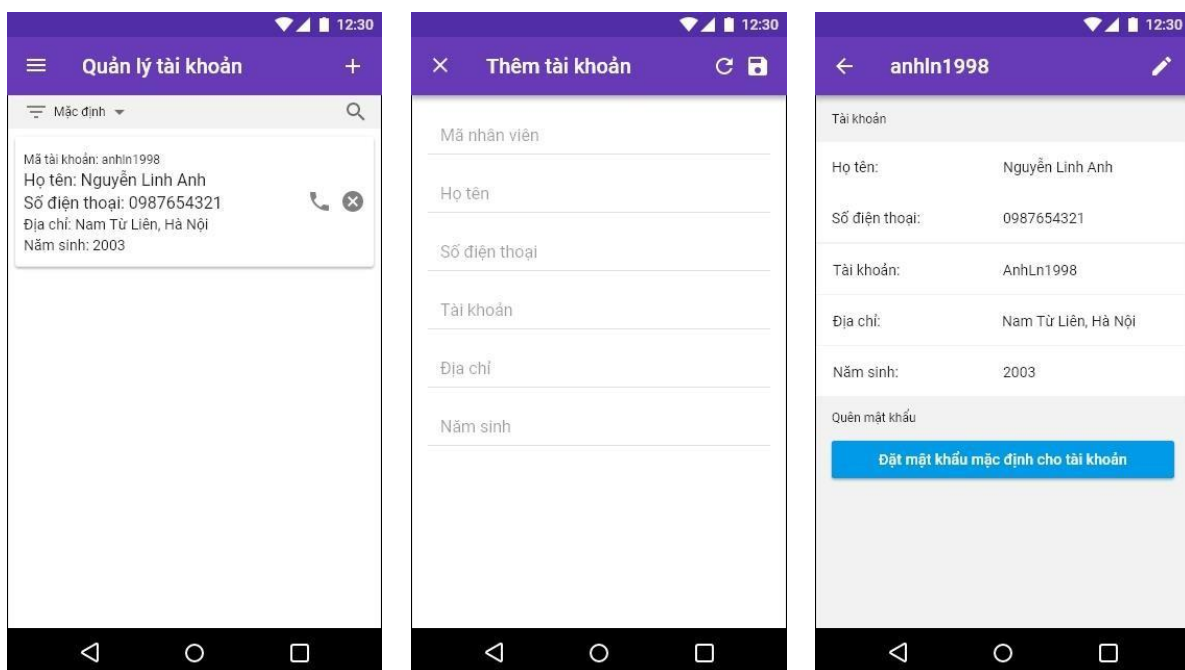 12:30
Quản lý tài khoản
Mặc định
Mã tài khoản: anhln1998
Họ tên: Nguyễn Linh Anh
Số điện thoại: 0987654321
Địa chỉ: Nam Từ Liên, Hà Nội
Năm sinh: 2003
12:30
Thêm tài khoản
Mã nhân viên
Họ tên
Số điện thoại
Tài khoản
Địa chỉ
Năm sinh
12:30
anhln1998
Tài khoản
Họ tên: Nguyễn Linh Anh
Số điện thoại: 0987654321
Tài khoản: AnhLn1998
Địa chỉ: Nam Từ Liên, Hà Nội
Năm sinh: 2003
Quên mật khẩu
Đặt mật khẩu mặc định cho tài khoản